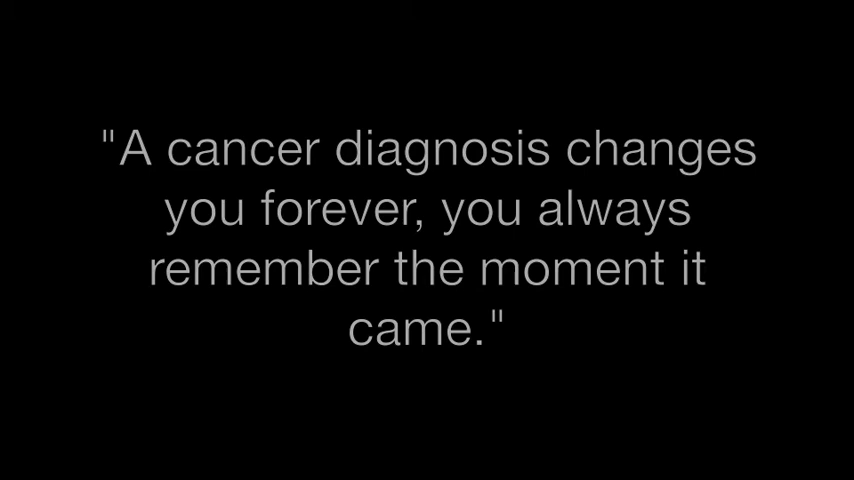 "A cancer diagnosis changes
you forever, you always
remember the moment it
came."